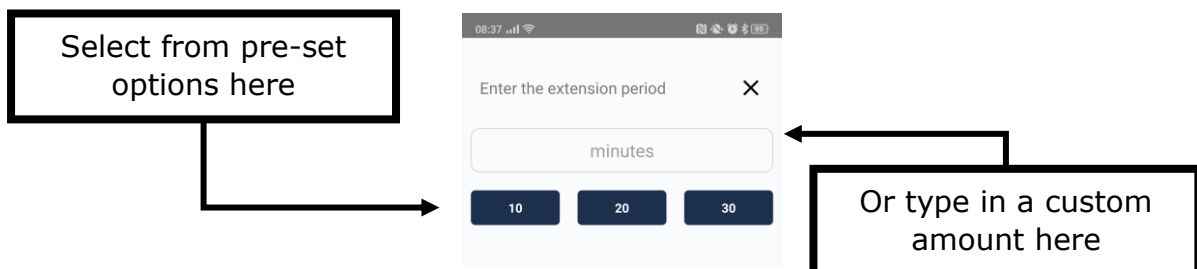 Select from pre-set
options here
08:37
95
Enter the extension period
minutes
10 20 30
Or type in a custom
amount here